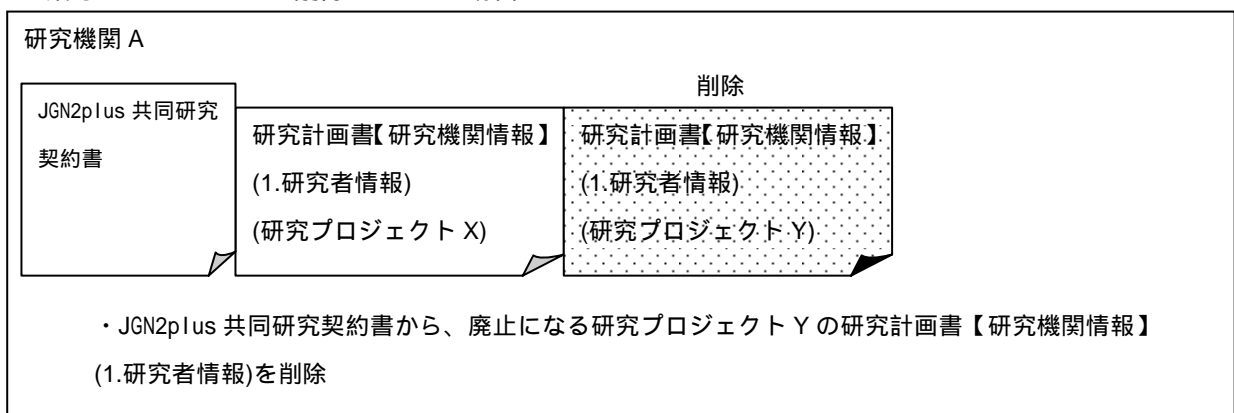 研究機関 A
削除
JGN2plus 共同研究
契約書
研究計画書【研究機関情報】
(1.研究者情報)
(研究プロジェクト X)
研究計画書【研究機関情報】
(1.研究者情報)
(研究プロジェクト Y)
・JGN2plus 共同研究契約書から、廃止になる研究プロジェクト Y の研究計画書【研究機関情報】
(1.研究者情報)を削除